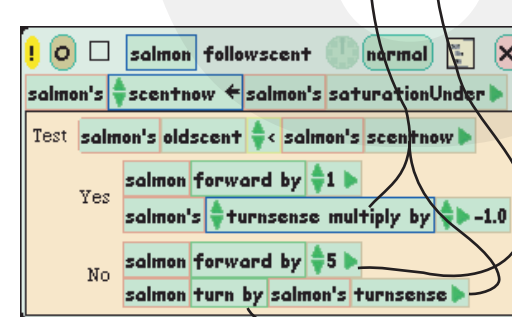 ! salmon followscent normal
salmon's scentnow ← salmon's saturationUnder
Test salmon's oldscent < salmon's scentnow
Yes
salmon forward by 1
salmon's turnsense multiply by -1.0
No
salmon forward by 5
salmon turn by salmon's turnsense